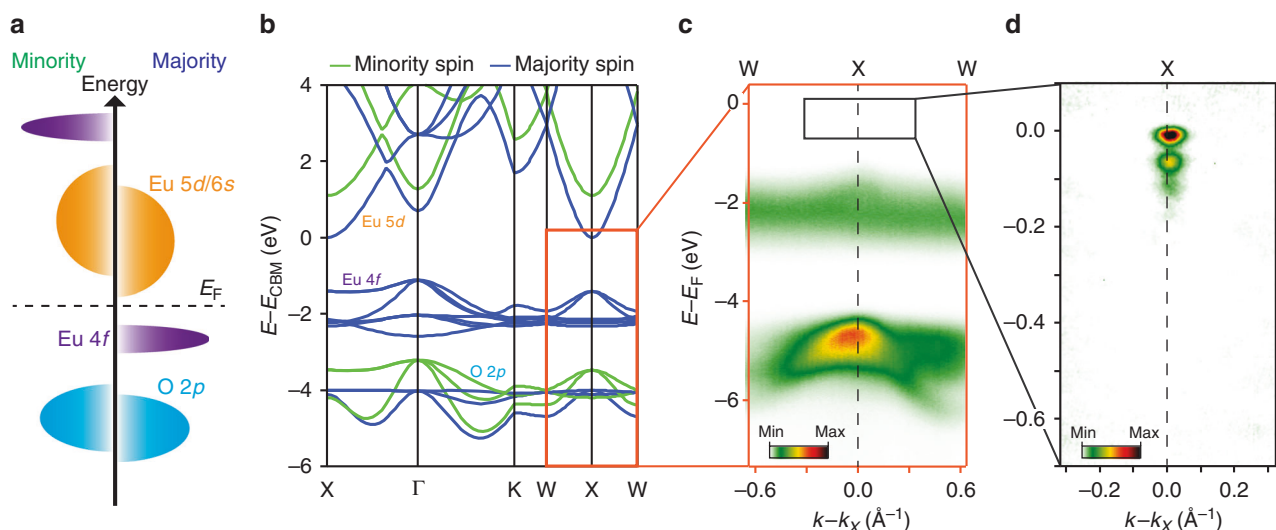 a
Minority Majority
Energy
Eu 5d/6s
E_F
Eu 4f
O 2p
b
Minority spin Majority spin
E–E_CBM (eV)
4
2
0
−2
−4
−6
Eu 5d
Eu 4f
O 2p
X Γ K W X W
c
W X W
E–E_F (eV)
0
−2
−4
−6
Min Max
−0.6 0.0 0.6
k–k_X (Å⁻¹)
d
X
0.0
−0.2
−0.4
−0.6
Min Max
−0.2 0.0 0.2
k–k_X (Å⁻¹)